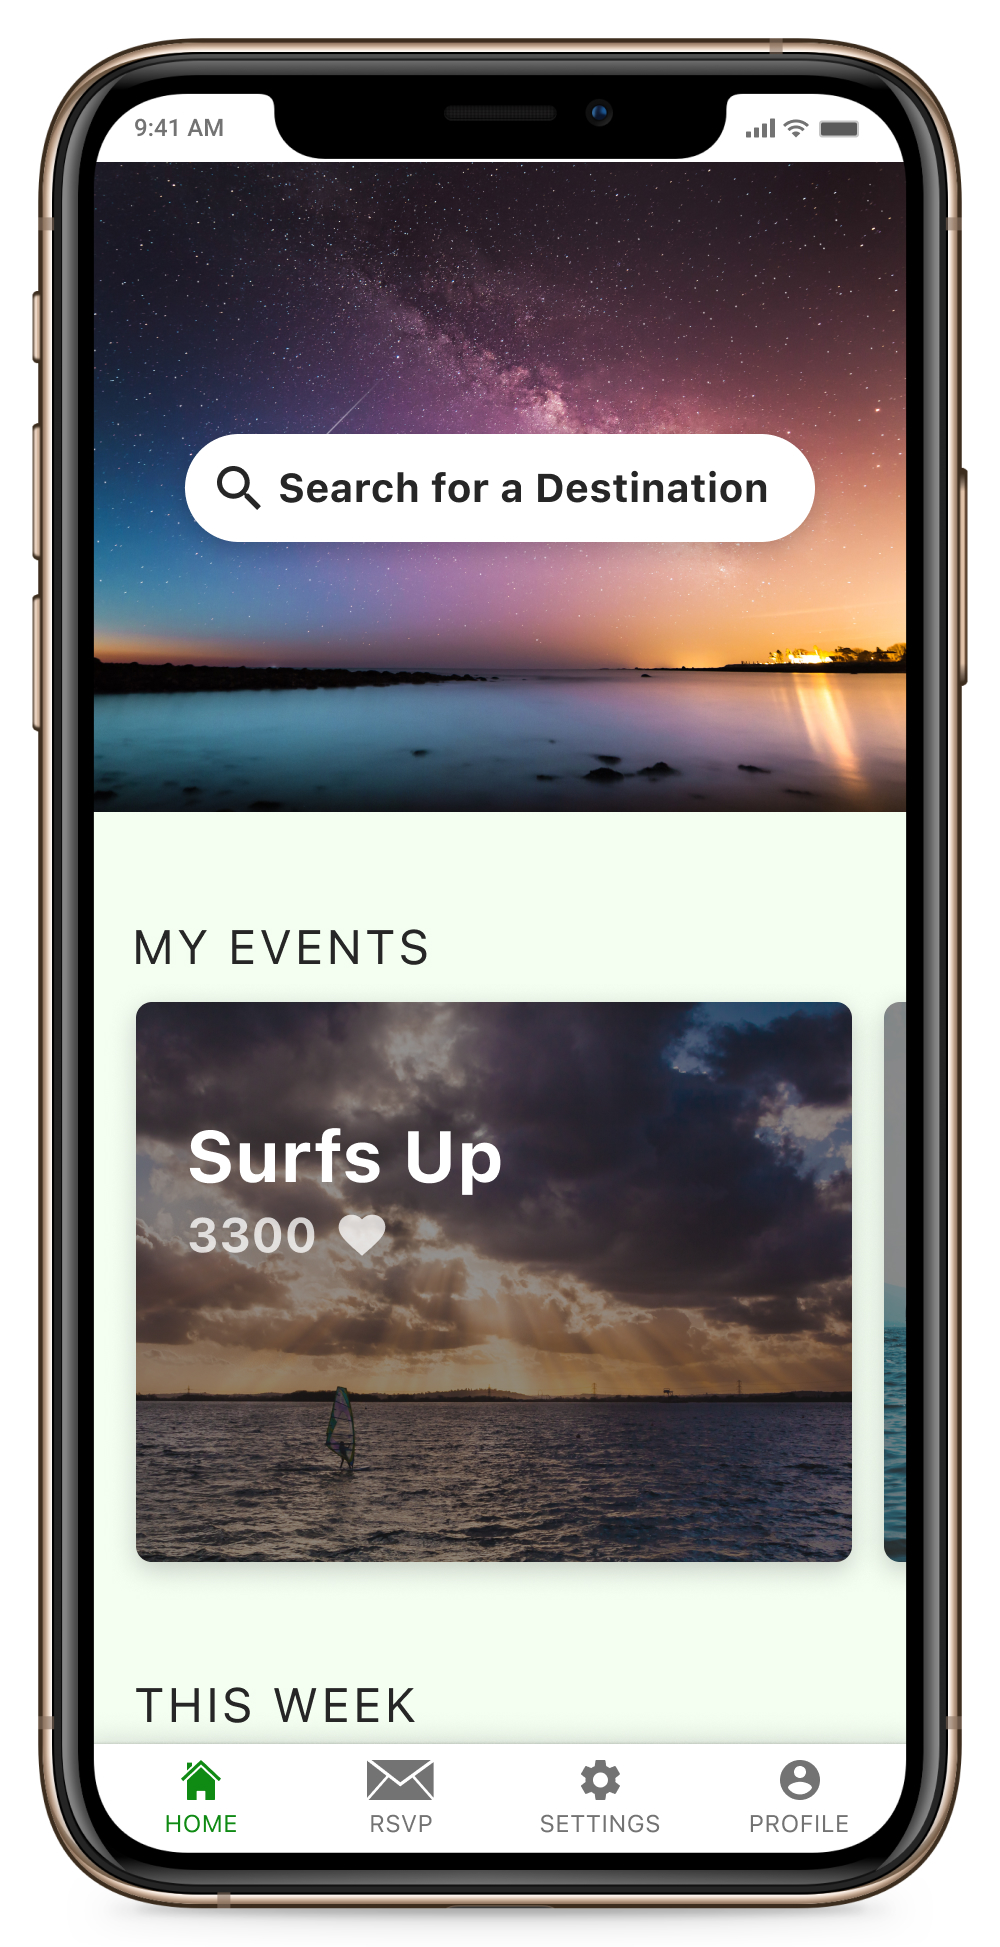 9:41 AM
Search for a Destination
MY EVENTS
Surfs Up
3300
THIS WEEK
HOME
RSVP
SETTINGS
PROFILE